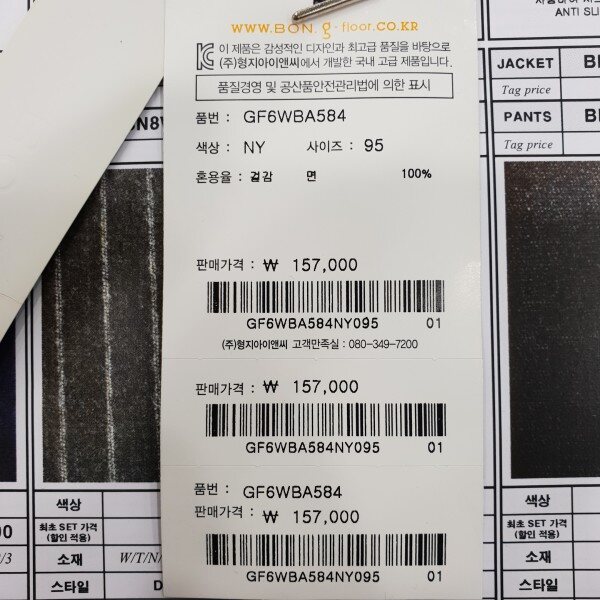 WWW.BON.g-floor.CO.KR
이 제품은 감성적인 디자인과 최고급 품질을 바탕으로
(주)형지아이앤씨에서 개발한 국내 고급 제품입니다.
품질경영 및 공산품안전관리법에 의한 표시
품번 : GF6WBA584
색상 : NY 사이즈 : 95
혼용율 : 겉감 면 100%
판매가격 : ₩ 157,000
GF6WBA584NY095 01
(주)형지아이앤씨 고객만족실 : 080-349-7200
판매가격 : ₩ 157,000
GF6WBA584NY095 01
품번 : GF6WBA584
판매가격 : ₩ 157,000
GF6WBA584NY095 01
ANTI SLI
JACKET
Tag price
PANTS
Tag price
색상
최초 SET 가격
(할인 적용)
소재 W/T/N/
스타일
색상
최초 SET 가격
(할인 적용)
소재
스타일